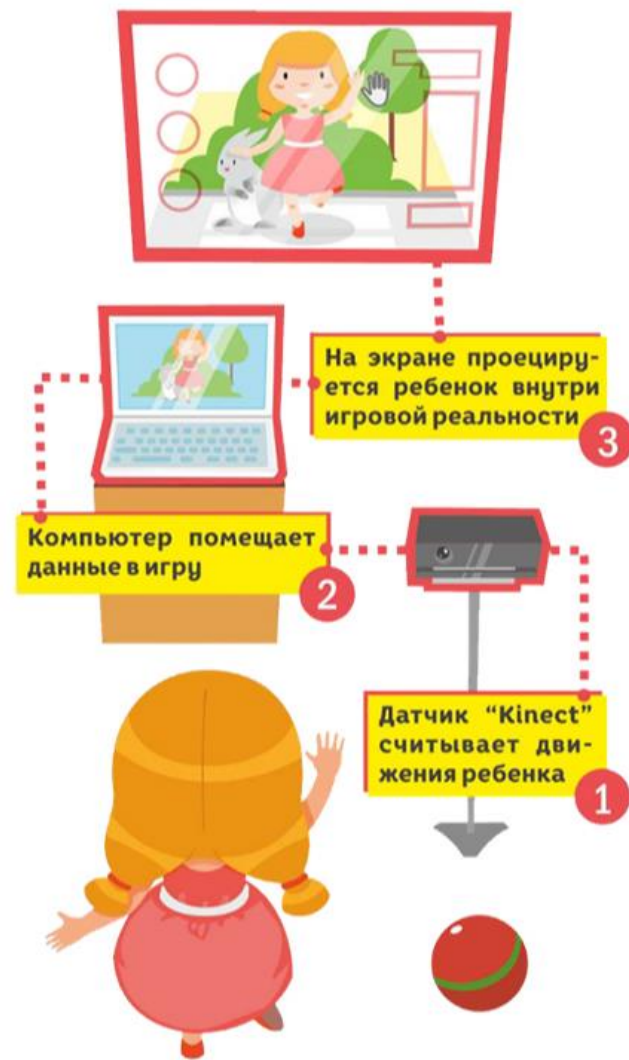 На экране проециру-
ется ребенок внутри
игровой реальности
3
Компьютер помещает
данные в игру
2
Датчик “Kinect”
считывает дви-
жения ребенка
1